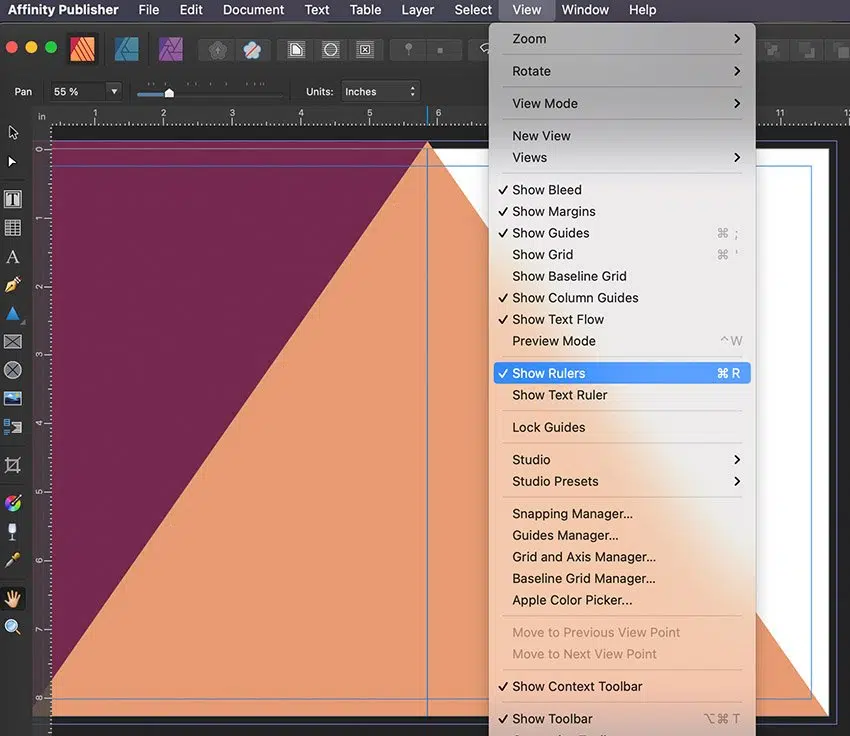 Affinity Publisher File Edit Document Text Table Layer Select View Window Help
Pan 55 % Units: Inches
in 1 2 3 4 5 6 11
0
1
2
3
4
5
6
7
8
A
Zoom
Rotate
View Mode
New View
Views
✓ Show Bleed
✓ Show Margins
✓ Show Guides ⌘ ;
Show Grid ⌘ '
Show Baseline Grid
✓ Show Column Guides
✓ Show Text Flow
Preview Mode ^W
✓ Show Rulers ⌘ R
Show Text Ruler
Lock Guides
Studio
Studio Presets
Snapping Manager...
Guides Manager...
Grid and Axis Manager...
Baseline Grid Manager...
Apple Color Picker...
Move to Previous View Point
Move to Next View Point
✓ Show Context Toolbar
✓ Show Toolbar ⌥⌘ T